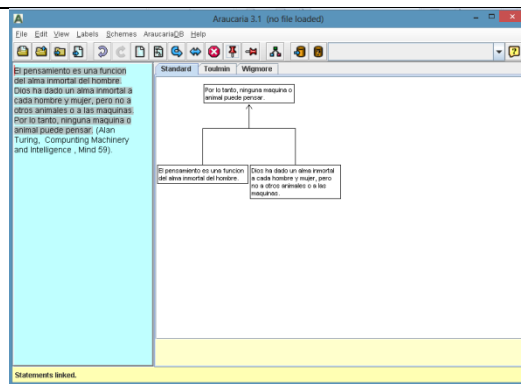 Araucaria 3.1 (no file loaded)
File Edit View Labels Schemes AraucariaDB Help
Standard Toulmin Wigmore
El pensamiento es una funcion
del alma inmortal del hombre.
Dios ha dado un alma inmortal a
cada hombre y mujer, pero no a
otros animales o a las maquinas.
Por lo tanto, ninguna maquina o
animal puede pensar. (Alan
Turing, Compunting Machinery
and Intelligence , Mind 59).
Por lo tanto, ninguna maquina o
animal puede pensar.
El pensamiento es una funcion
del alma inmortal del hombre.
Dios ha dado un alma inmortal
a cada hombre y mujer, pero
no a otros animales o a las
maquinas.
Statements linked.